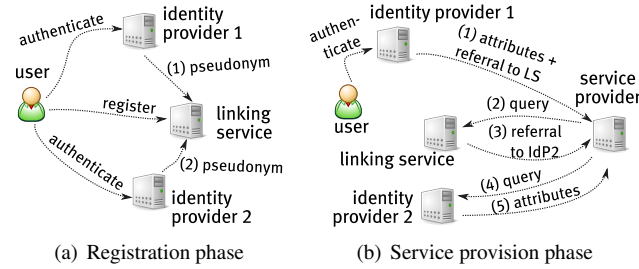 authenticate
identity
provider 1
(1) pseudonym
user
register
linking
service
authenticate
(2) pseudonym
identity
provider 2
(a) Registration phase
identity provider 1
authen-
ticate
(1) attributes +
referral to LS
service
provider
user
(2) query
(3) referral
to IdP2
linking service
(4) query
identity
provider 2
(5) attributes
(b) Service provision phase